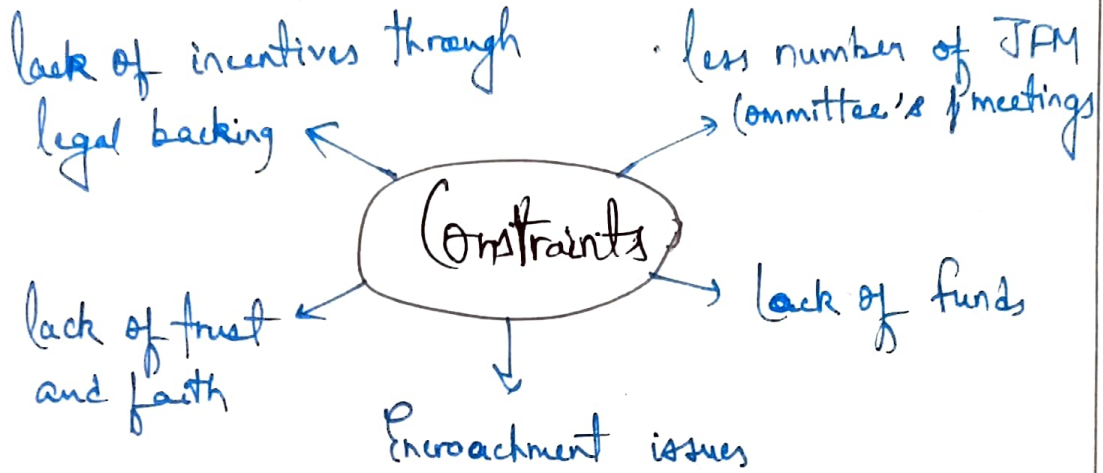 lack of incentives through
legal backing
less number of JFM
Committee's meetings
Constraints
lack of trust
and faith
Lack of funds
Encroachment issues